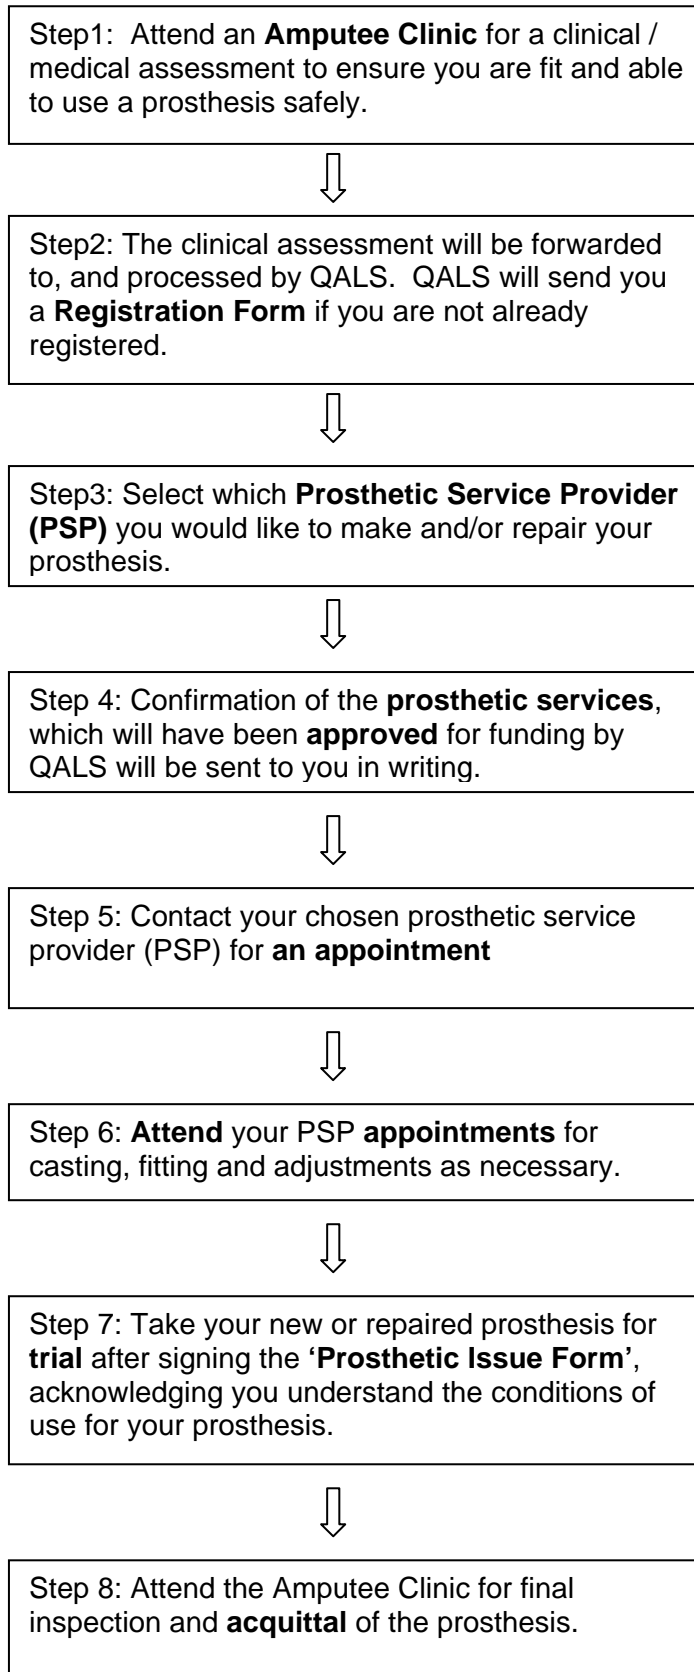 Step1: Attend an Amputee Clinic for a clinical /
medical assessment to ensure you are fit and able
to use a prosthesis safely.
Step2: The clinical assessment will be forwarded
to, and processed by QALS. QALS will send you
a Registration Form if you are not already
registered.
Step3: Select which Prosthetic Service Provider
(PSP) you would like to make and/or repair your
prosthesis.
Step 4: Confirmation of the prosthetic services,
which will have been approved for funding by
QALS will be sent to you in writing.
Step 5: Contact your chosen prosthetic service
provider (PSP) for an appointment
Step 6: Attend your PSP appointments for
casting, fitting and adjustments as necessary.
Step 7: Take your new or repaired prosthesis for
trial after signing the ‘Prosthetic Issue Form’,
acknowledging you understand the conditions of
use for your prosthesis.
Step 8: Attend the Amputee Clinic for final
inspection and acquittal of the prosthesis.